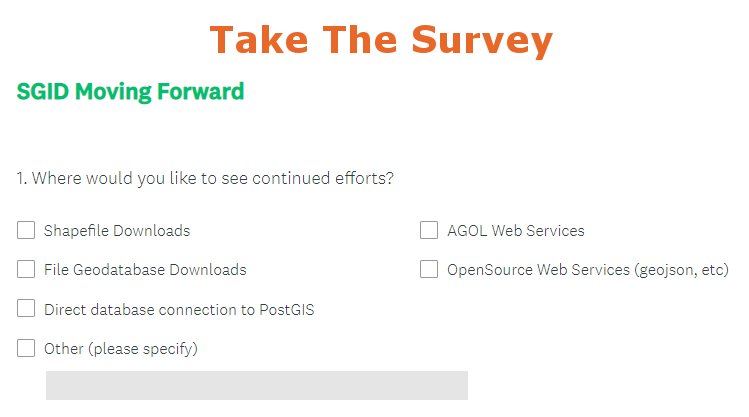 Take The Survey
SGID Moving Forward
1. Where would you like to see continued efforts?
Shapefile Downloads
AGOL Web Services
File Geodatabase Downloads
OpenSource Web Services (geojson, etc)
Direct database connection to PostGIS
Other (please specify)